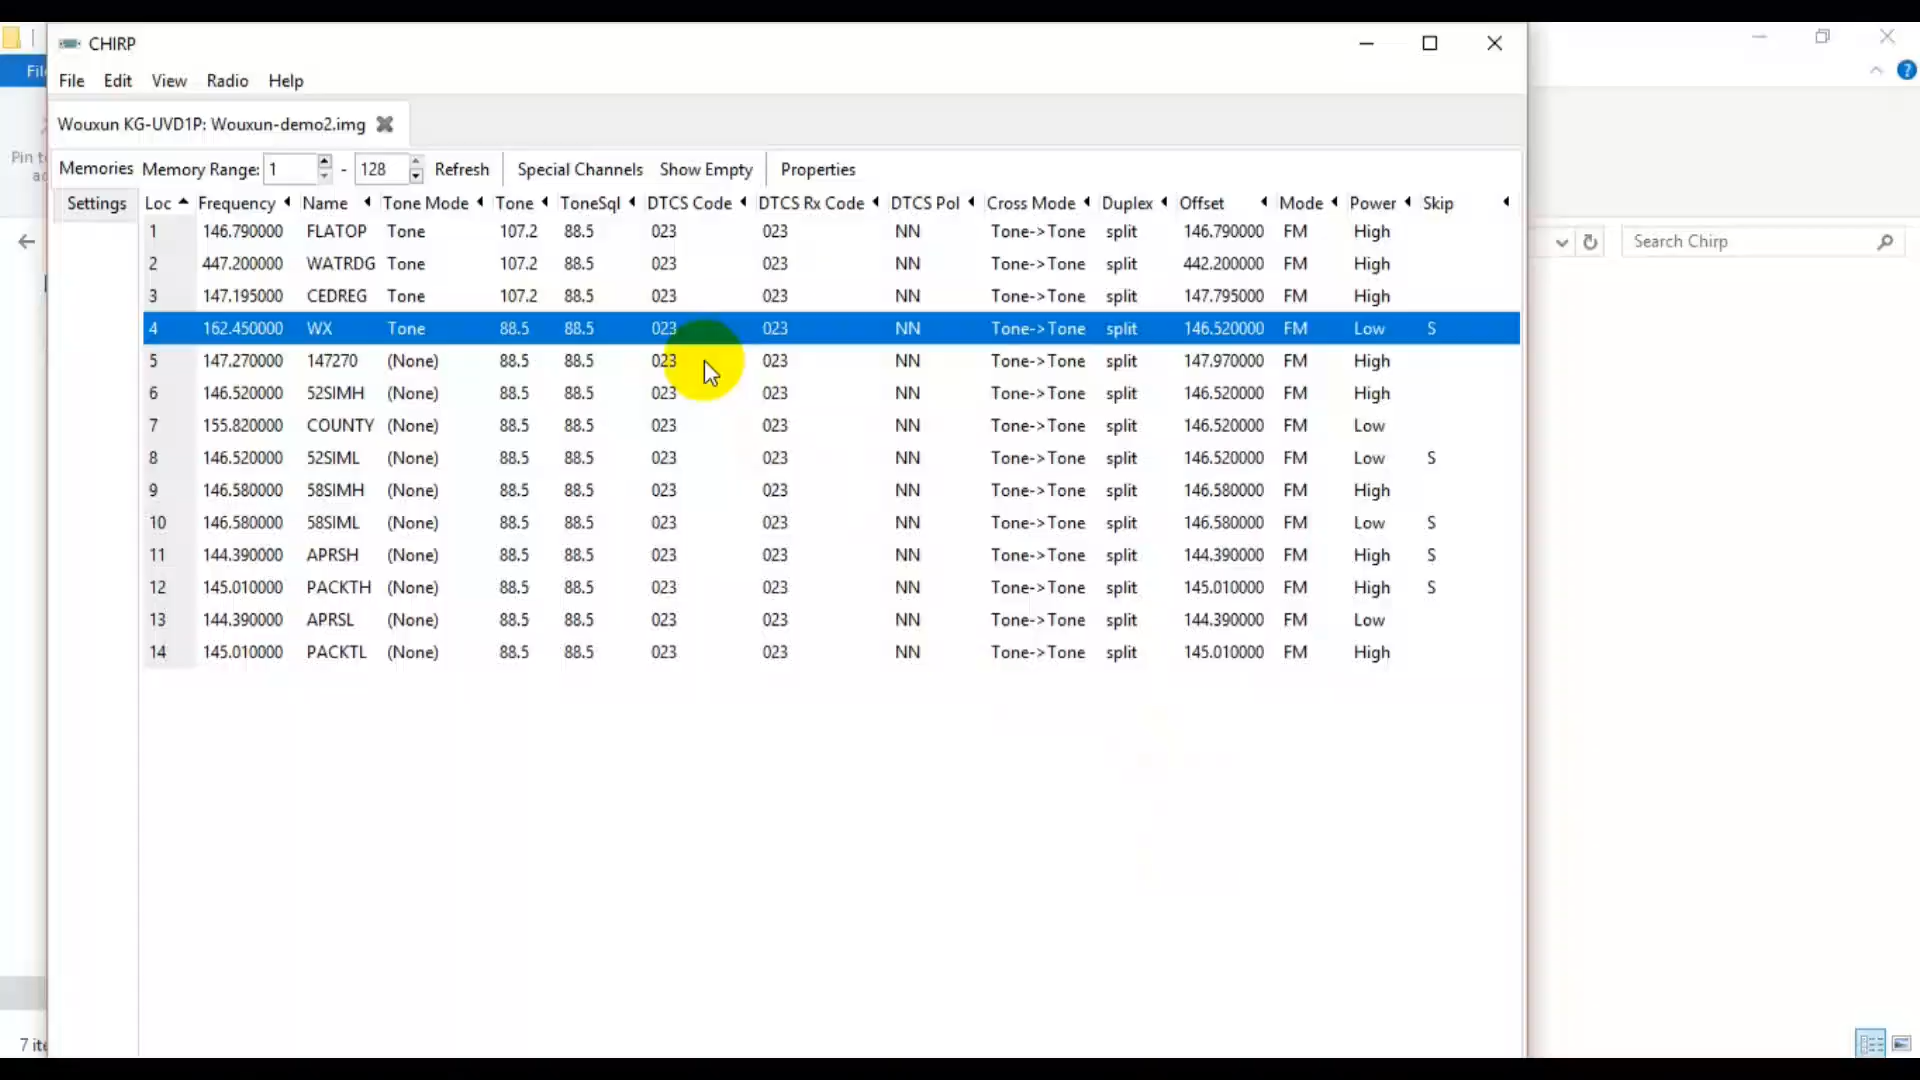 CHIRP
File Edit View Radio Help
Wouxun KG-UVD1P: Wouxun-demo2.img
Memories Memory Range: 1 - 128 Refresh Special Channels Show Empty Properties
Settings
Loc Frequency Name Tone Mode Tone ToneSql DTCS Code DTCS Rx Code DTCS Pol Cross Mode Duplex Offset Mode Power Skip
1 146.790000 FLATOP Tone 107.2 88.5 023 023 NN Tone->Tone split 146.790000 FM High
2 447.200000 WATRDG Tone 107.2 88.5 023 023 NN Tone->Tone split 442.200000 FM High
3 147.195000 CEDREG Tone 107.2 88.5 023 023 NN Tone->Tone split 147.795000 FM High
4 162.450000 WX Tone 88.5 88.5 023 023 NN Tone->Tone split 146.520000 FM Low S
5 147.270000 147270 (None) 88.5 88.5 023 023 NN Tone->Tone split 147.970000 FM High
6 146.520000 52SIMH (None) 88.5 88.5 023 023 NN Tone->Tone split 146.520000 FM High
7 155.820000 COUNTY (None) 88.5 88.5 023 023 NN Tone->Tone split 146.520000 FM Low
8 146.520000 52SIML (None) 88.5 88.5 023 023 NN Tone->Tone split 146.520000 FM Low S
9 146.580000 58SIMH (None) 88.5 88.5 023 023 NN Tone->Tone split 146.580000 FM High
10 146.580000 58SIML (None) 88.5 88.5 023 023 NN Tone->Tone split 146.580000 FM Low S
11 144.390000 APRSH (None) 88.5 88.5 023 023 NN Tone->Tone split 144.390000 FM High S
12 145.010000 PACKTH (None) 88.5 88.5 023 023 NN Tone->Tone split 145.010000 FM High S
13 144.390000 APRSL (None) 88.5 88.5 023 023 NN Tone->Tone split 144.390000 FM Low
14 145.010000 PACKTL (None) 88.5 88.5 023 023 NN Tone->Tone split 145.010000 FM High
Search Chirp
Pin
7